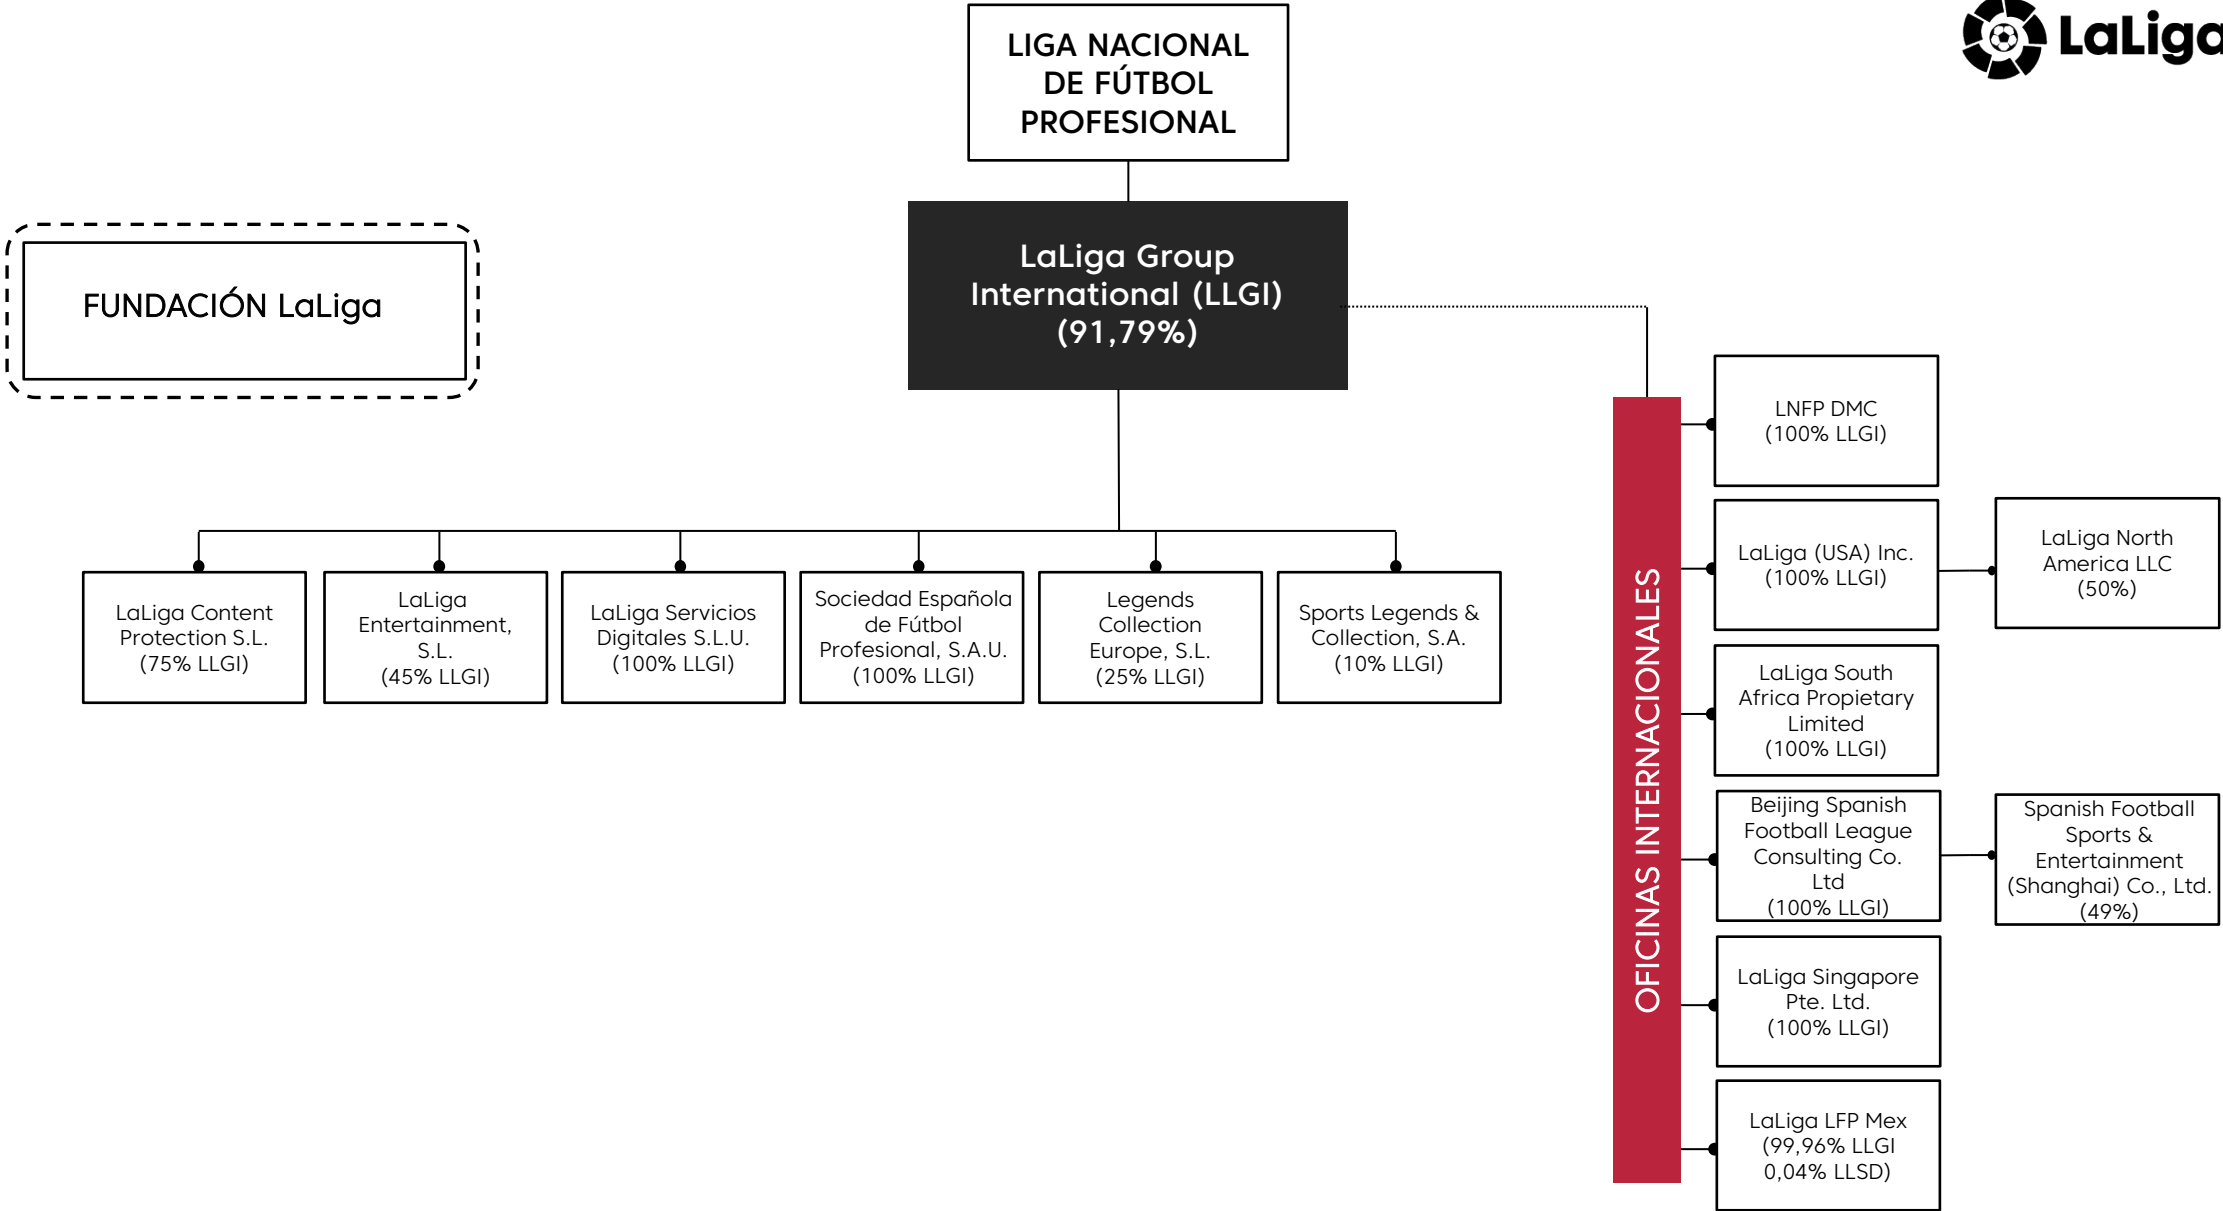 LIGA NACIONAL
DE FÚTBOL
PROFESIONAL
LaLiga
LaLiga Group
International (LLGI)
(91,79%)
FUNDACIÓN LaLiga
LaLiga Content
Protection S.L.
(75% LLGI)
LaLiga
Entertainment,
S.L.
(45% LLGI)
LaLiga Servicios
Digitales S.L.U.
(100% LLGI)
Sociedad Española
de Fútbol
Profesional, S.A.U.
(100% LLGI)
Legends
Collection
Europe, S.L.
(25% LLGI)
Sports Legends &
Collection, S.A.
(10% LLGI)
OFICINAS INTERNACIONALES
LNFP DMC
(100% LLGI)
LaLiga (USA) Inc.
(100% LLGI)
LaLiga North
America LLC
(50%)
LaLiga South
Africa Propietary
Limited
(100% LLGI)
Beijing Spanish
Football League
Consulting Co.
Ltd
(100% LLGI)
Spanish Football
Sports &
Entertainment
(Shanghai) Co., Ltd.
(49%)
LaLiga Singapore
Pte. Ltd.
(100% LLGI)
LaLiga LFP Mex
(99,96% LLGI
0,04% LLSD)